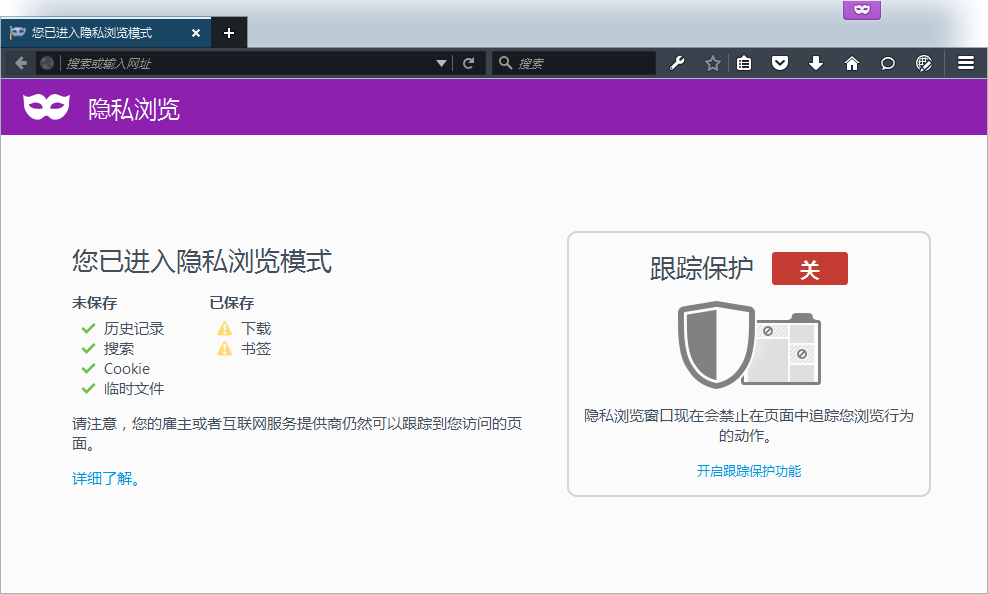 您已进入隐私浏览模式
搜索或输入网址
搜索
隐私浏览
您已进入隐私浏览模式
未保存
历史记录
搜索
Cookie
临时文件
已保存
下载
书签
请注意，您的雇主或者互联网服务提供商仍然可以跟踪到您访问的页
面。
详细了解。
跟踪保护
关
隐私浏览窗口现在会禁止在页面中追踪您浏览行为
的动作。
开启跟踪保护功能